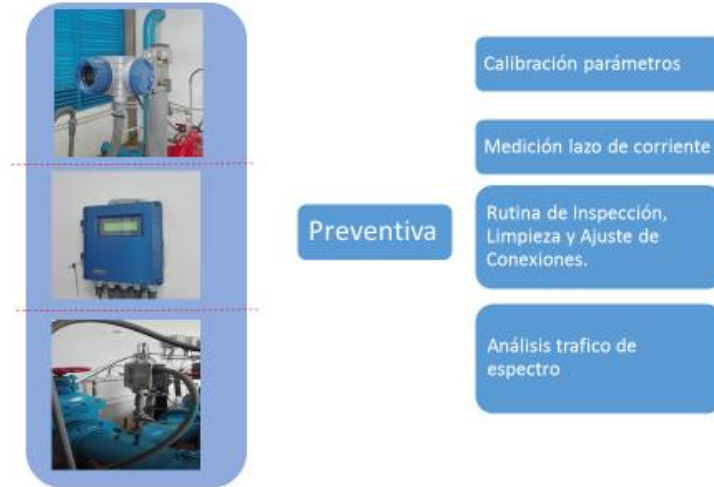 Preventiva
Calibración parámetros
Medición lazo de corriente
Rutina de Inspección,
Limpieza y Ajuste de
Conexiones.
Análisis trafico de
espectro